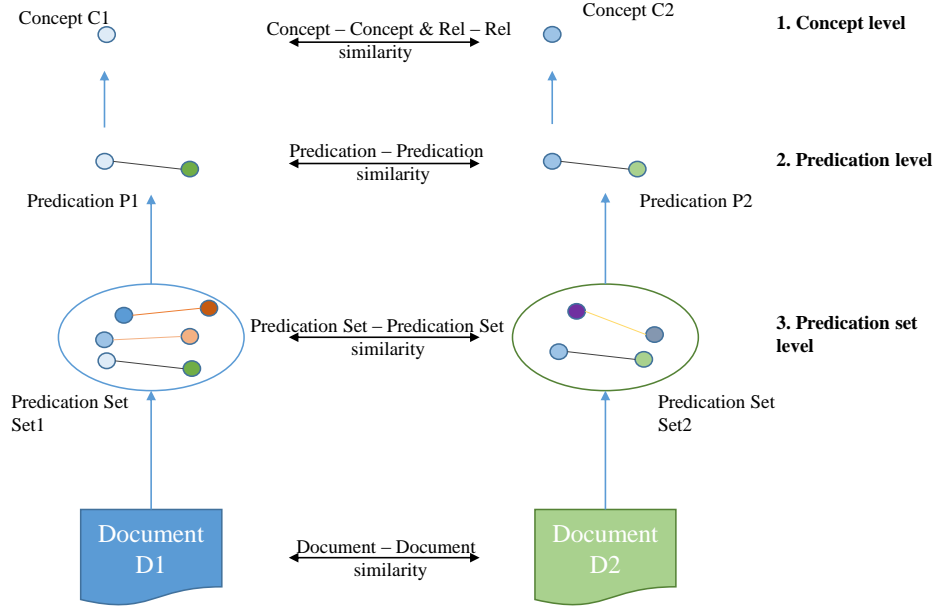 Concept C1
Concept – Concept & Rel – Rel
similarity
Concept C2
1. Concept level
Predication – Predication
similarity
2. Predication level
Predication P1
Predication P2
Predication Set – Predication Set
similarity
3. Predication set
level
Predication Set
Set1
Predication Set
Set2
Document
D1
Document – Document
similarity
Document
D2